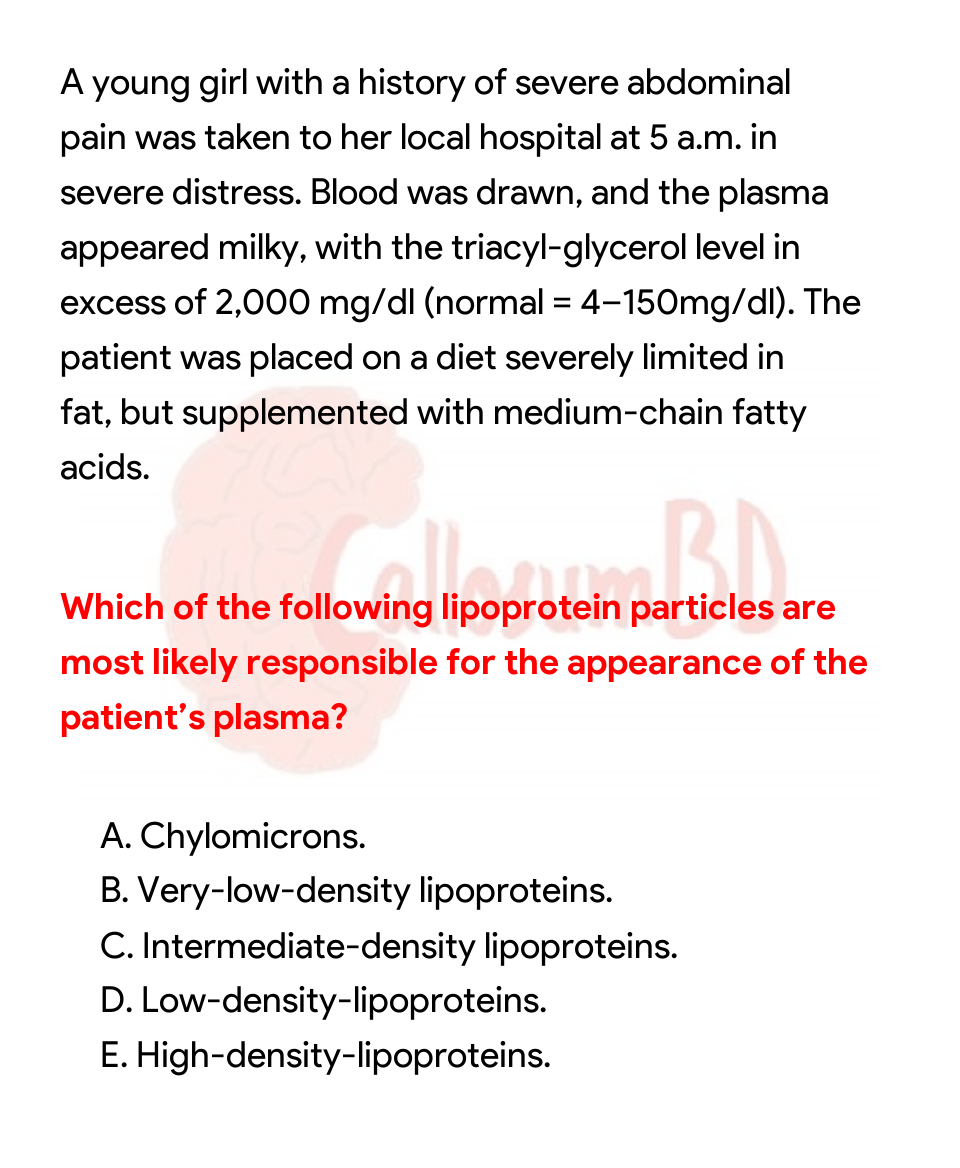 A young girl with a history of severe abdominal
pain was taken to her local hospital at 5 a.m. in
severe distress. Blood was drawn, and the plasma
appeared milky, with the triacyl-glycerol level in
excess of 2,000 mg/dl (normal = 4–150mg/dl). The
patient was placed on a diet severely limited in
fat, but supplemented with medium-chain fatty
acids.
CallosumBD
Which of the following lipoprotein particles are
most likely responsible for the appearance of the
patient's plasma?
A. Chylomicrons.
B. Very-low-density lipoproteins.
C. Intermediate-density lipoproteins.
D. Low-density-lipoproteins.
E. High-density-lipoproteins.